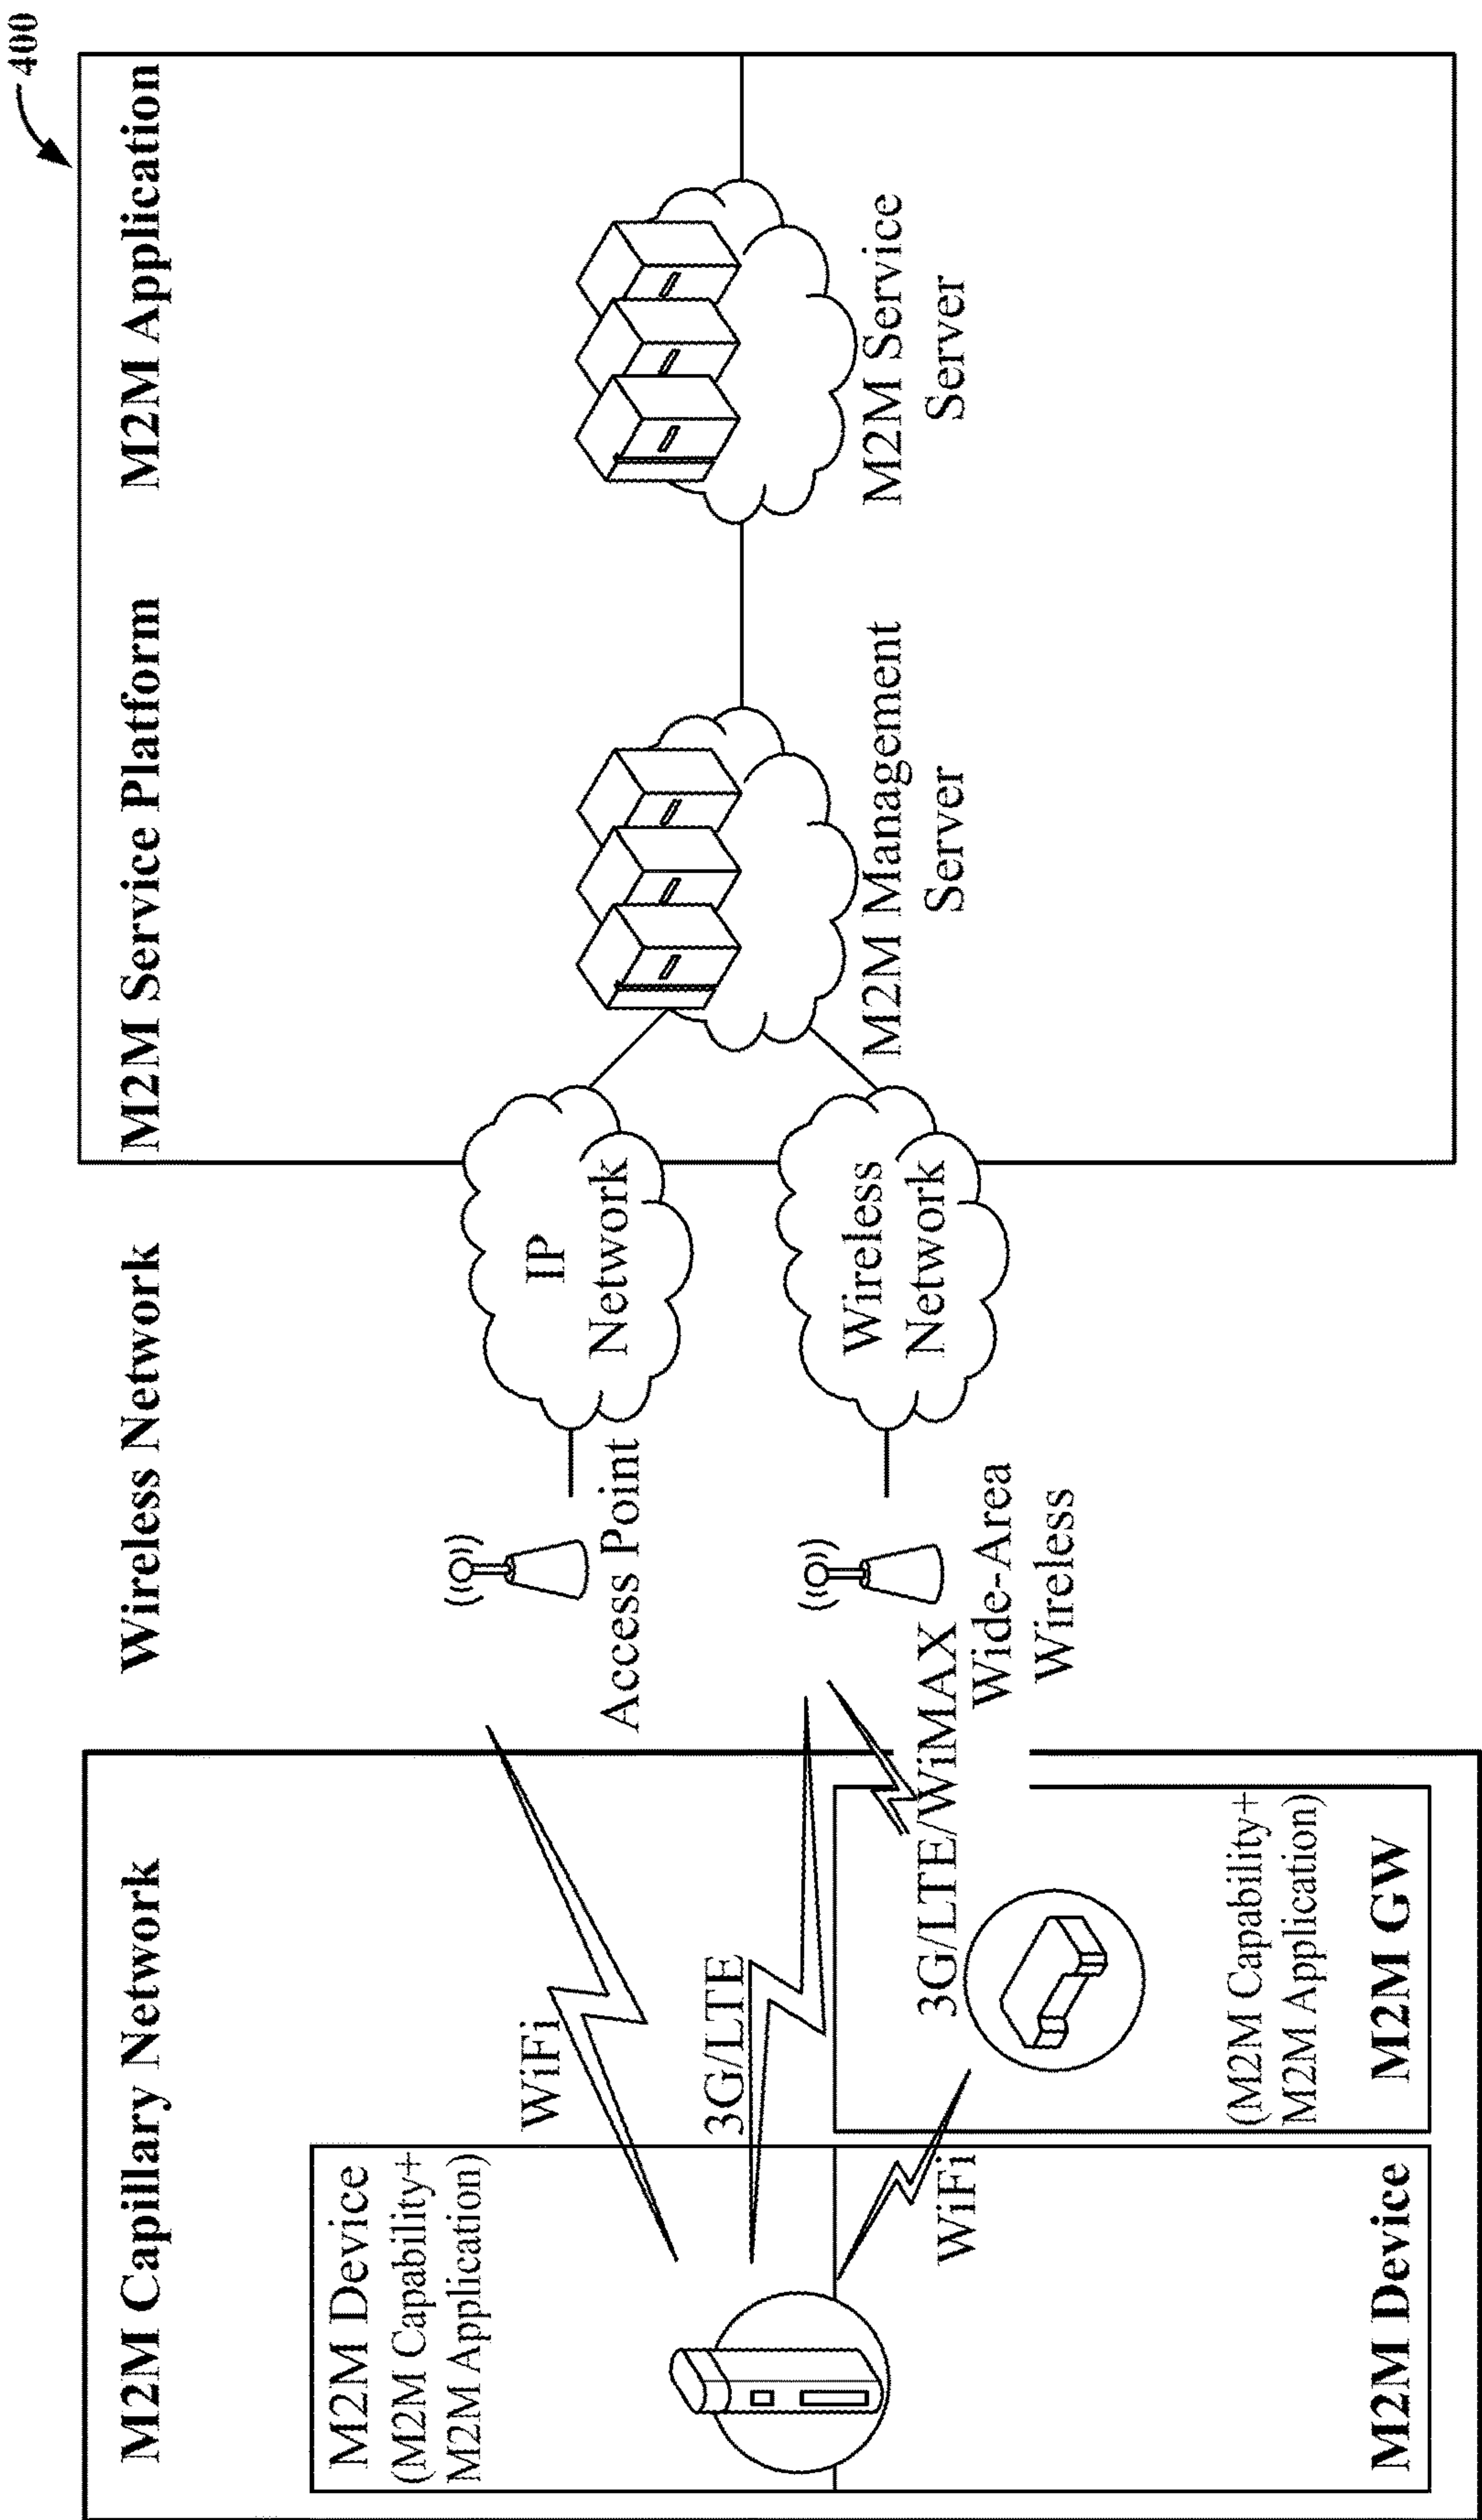 400
M2M Capillary Network
Wireless Network
M2M Service Platform
M2M Application
M2M Device
(M2M Capability+
M2M Application)
WiFi
3G/LTE
WiFi
3G/LTE/WiMAX
(M2M Capability+
M2M Application)
M2M Device
M2M GW
Access Point
Wide-Area
Wireless
IP
Network
Wireless
Network
M2M Management
Server
M2M Service
Server